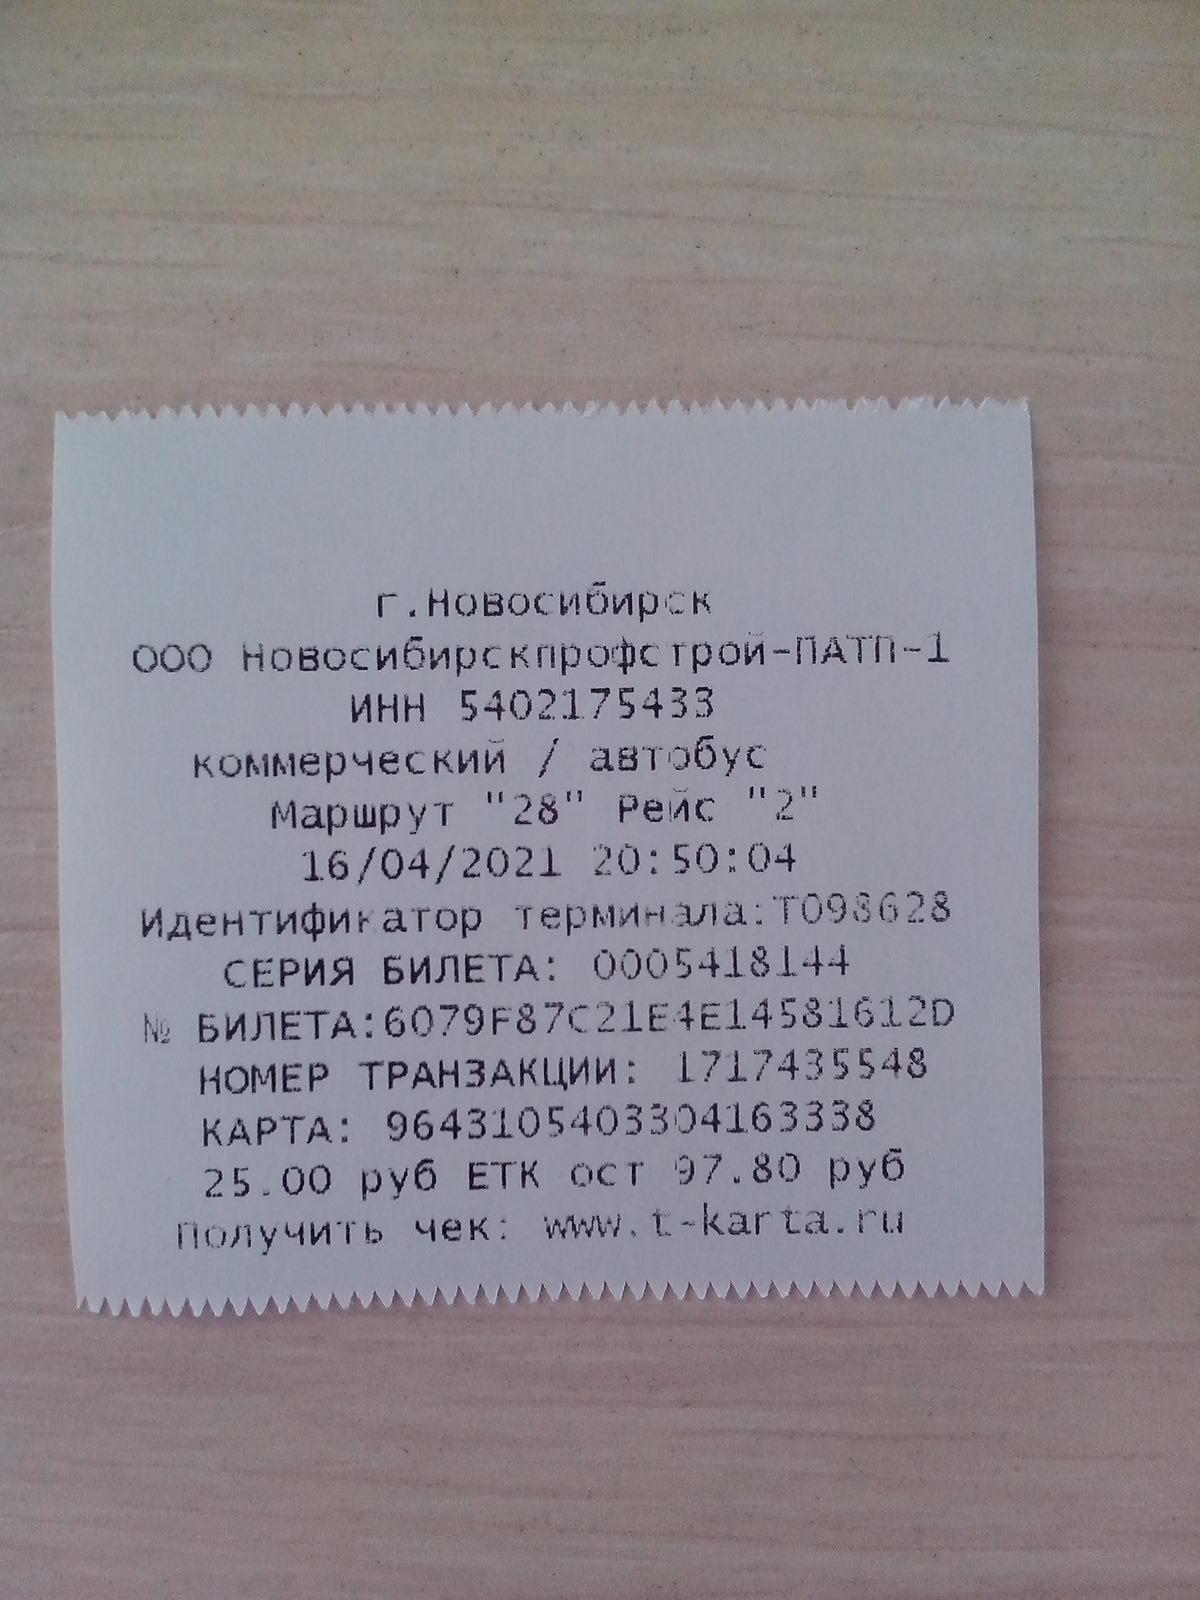 г.Новосибирск
ООО Новосибирскпрофстрой-ПАТП-1
ИНН 5402175433
коммерческий / автобус
Маршрут "28" Рейс "2"
16/04/2021 20:50:04
Идентификатор терминала:Т098628
СЕРИЯ БИЛЕТА: 0005418144
№ БИЛЕТА:6079F87C21E4E14581612D
НОМЕР ТРАНЗАКЦИИ: 1717435548
КАРТА: 9643105403304163338
25.00 руб ЕТК ост 97.80 руб
Получить чек: www.t-karta.ru